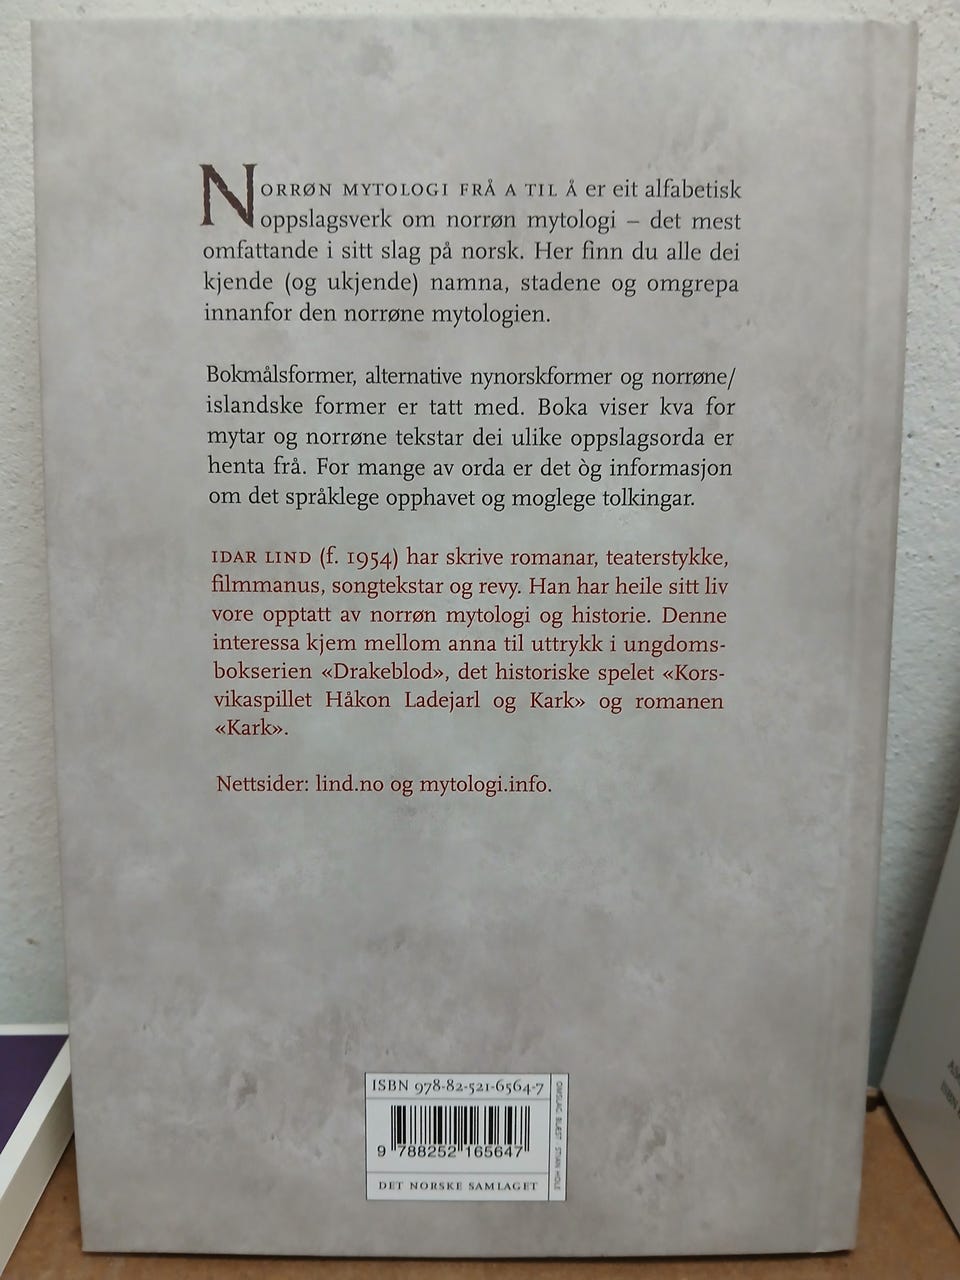 NORRØN MYTOLOGI FRÅ A TIL Å er eit alfabetisk
oppslagsverk om norrøn mytologi – det mest
omfattande i sitt slag på norsk. Her finn du alle dei
kjende (og ukjende) namna, stadene og omgrepa
innanfor den norrøne mytologien.
Bokmålsformer, alternative nynorskformer og norrøne/
islandske former er tatt med. Boka viser kva for
mytar og norrøne tekstar dei ulike oppslagsorda er
henta frå. For mange av orda er det òg informasjon
om det språklege opphavet og moglege tolkingar.
IDAR LIND (f. 1954) har skrive romanar, teaterstykke,
filmmanus, songtekstar og revy. Han har heile sitt liv
vore opptatt av norrøn mytologi og historie. Denne
interessa kjem mellom anna til uttrykk i ungdoms-
bokserien «Drakeblod», det historiske spelet «Kors-
vikaspillet Håkon Ladejarl og Kark» og romanen
«Kark».
Nettsider: lind.no og mytologi.info.
ISBN 978-82-521-6564-7
9 788252 165647
DET NORSKE SAMLAGET
OMSLAG: BLÆST · STIAN HOLE